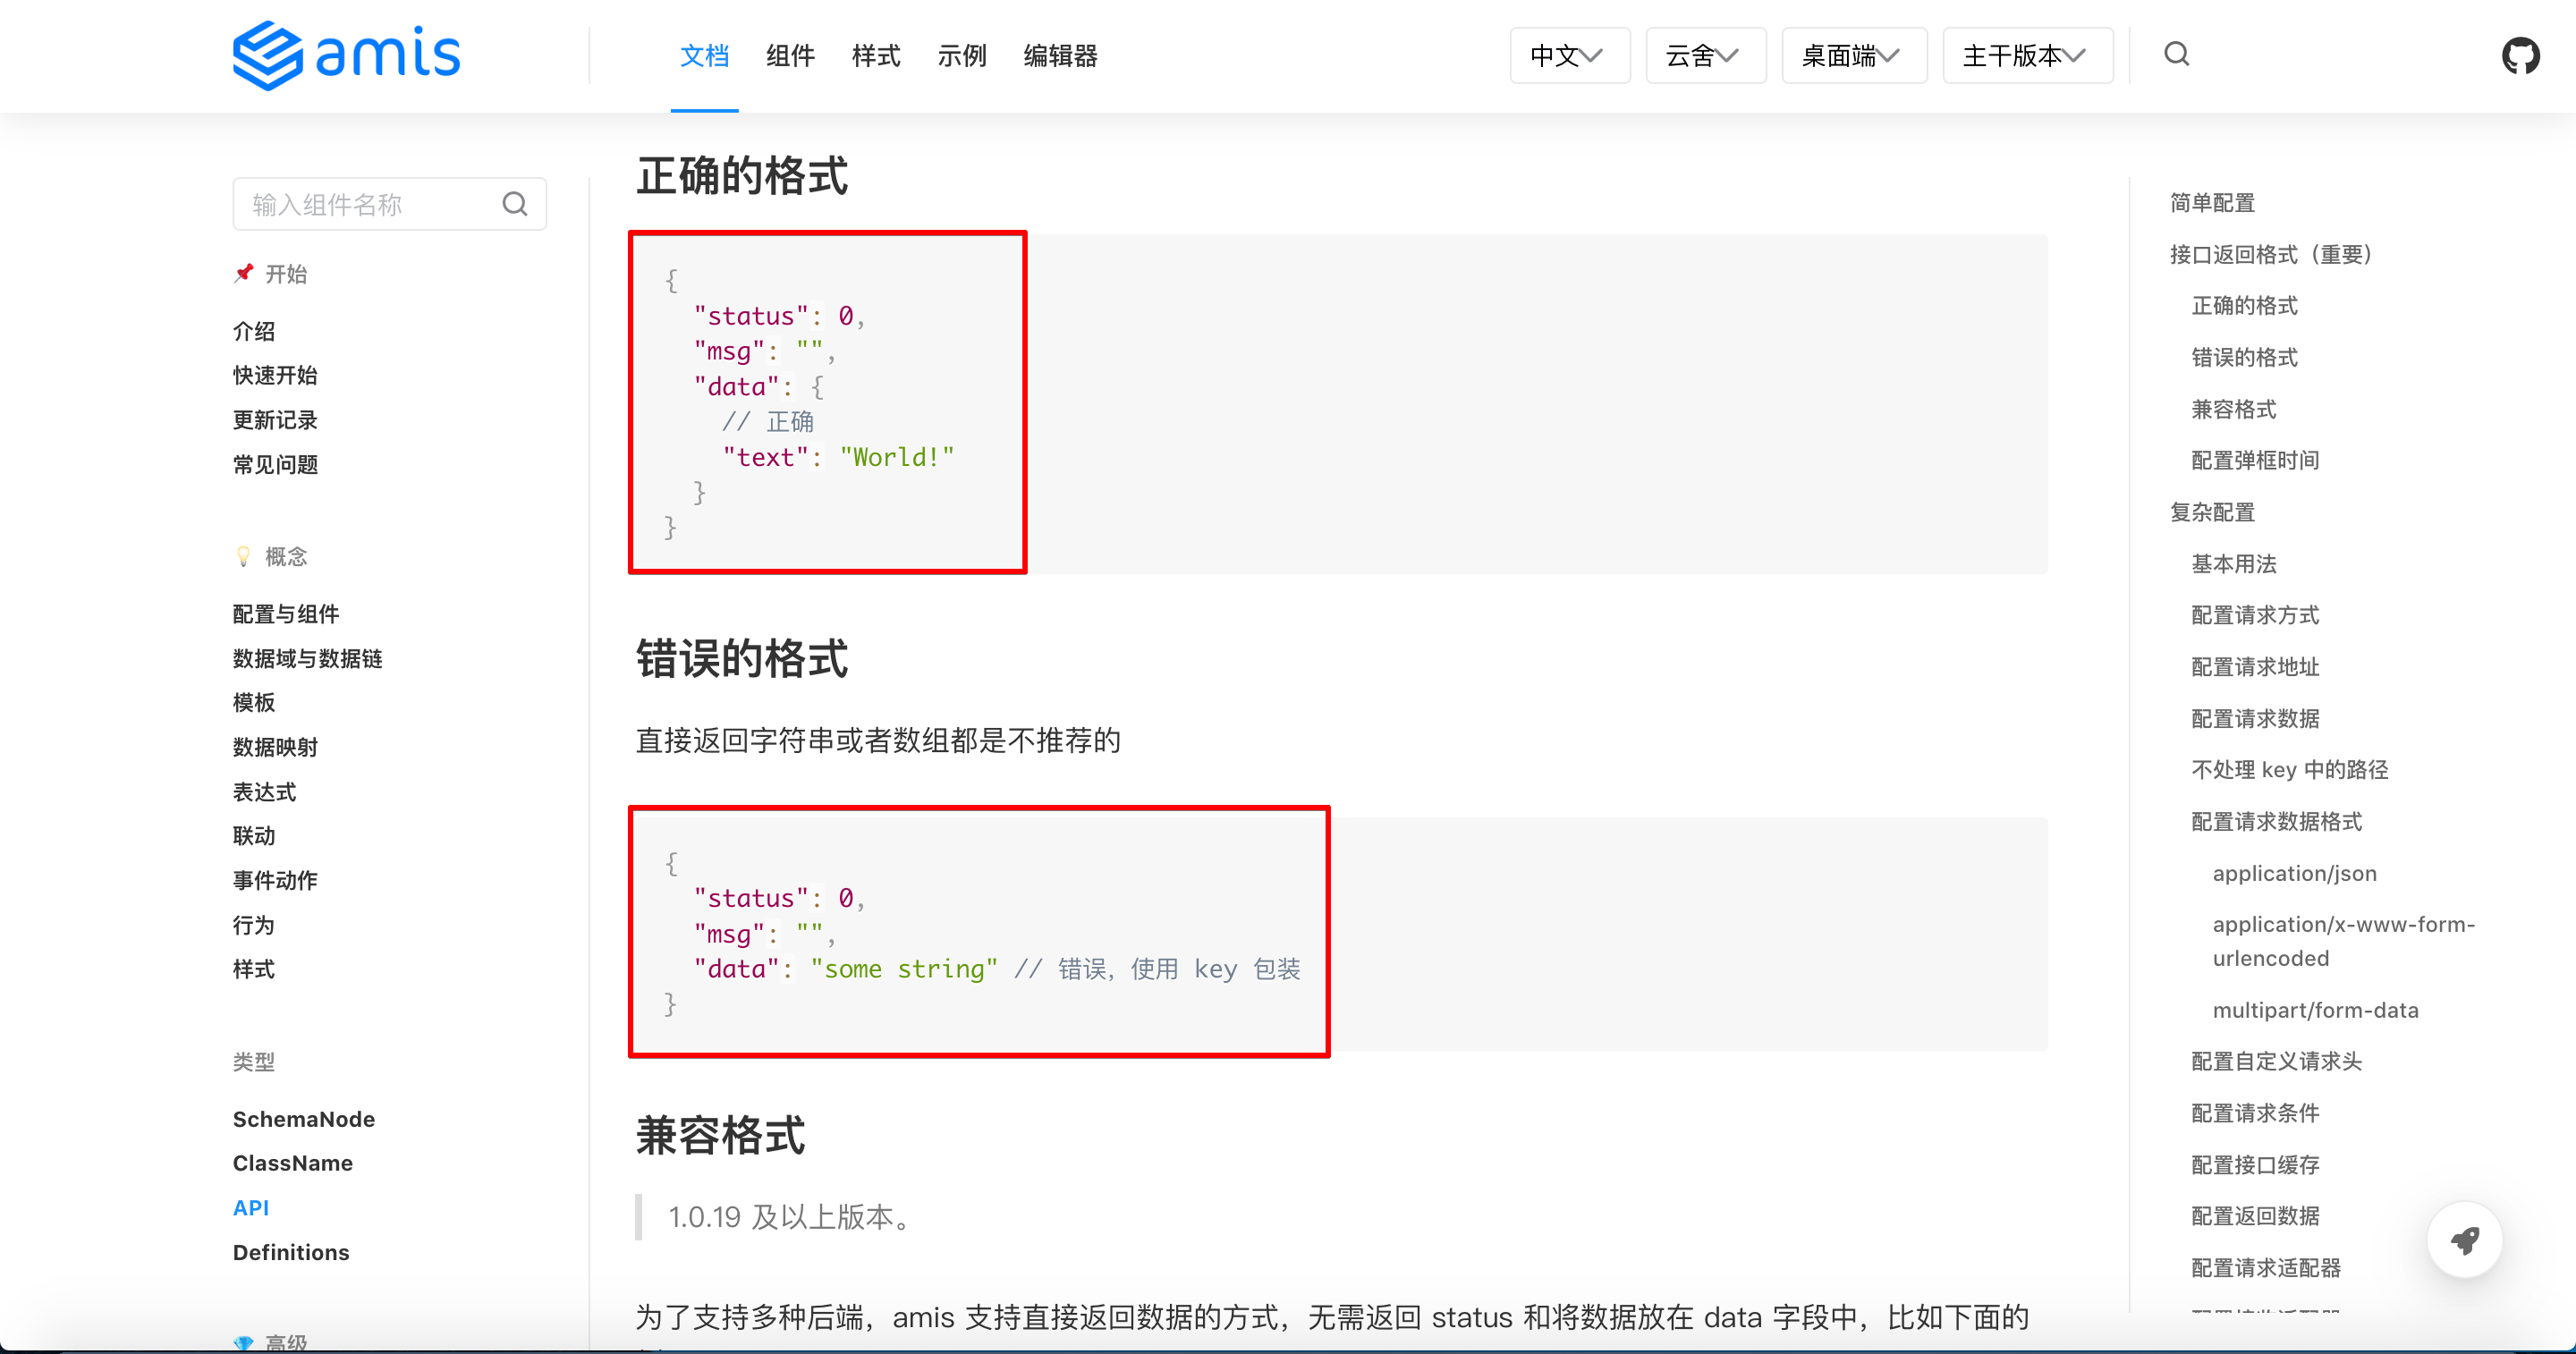 amis
文档 组件 样式 示例 编辑器
中文 云舍 桌面端 主干版本
输入组件名称
开始
介绍
快速开始
更新记录
常见问题
概念
配置与组件
数据域与数据链
模板
数据映射
表达式
联动
事件动作
行为
样式
类型
SchemaNode
ClassName
API
Definitions
高级
正确的格式
{
"status": 0,
"msg": "",
"data": {
// 正确
"text": "World!"
}
}
错误的格式
直接返回字符串或者数组都是不推荐的
{
"status": 0,
"msg": "",
"data": "some string" // 错误，使用 key 包装
}
兼容格式
1.0.19 及以上版本。
为了支持多种后端，amis 支持直接返回数据的方式，无需返回 status 和将数据放在 data 字段中，比如下面的
简单配置
接口返回格式（重要）
正确的格式
错误的格式
兼容格式
配置弹框时间
复杂配置
基本用法
配置请求方式
配置请求地址
配置请求数据
不处理 key 中的路径
配置请求数据格式
application/json
application/x-www-form-
urlencoded
multipart/form-data
配置自定义请求头
配置请求条件
配置接口缓存
配置返回数据
配置请求适配器